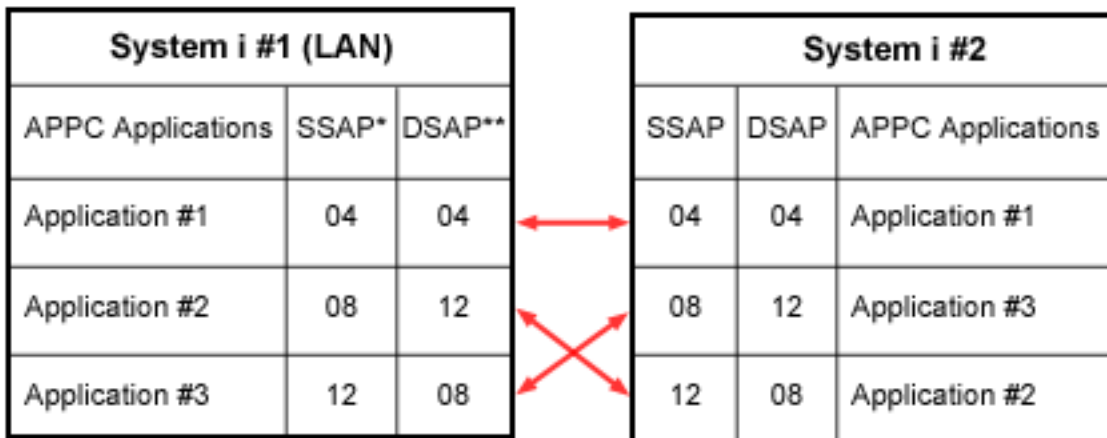 System i #1 (LAN)
APPC Applications SSAP* DSAP**
Application #1 04 04
Application #2 08 12
Application #3 12 08
System i #2
SSAP DSAP APPC Applications
04 04 Application #1
08 12 Application #3
12 08 Application #2